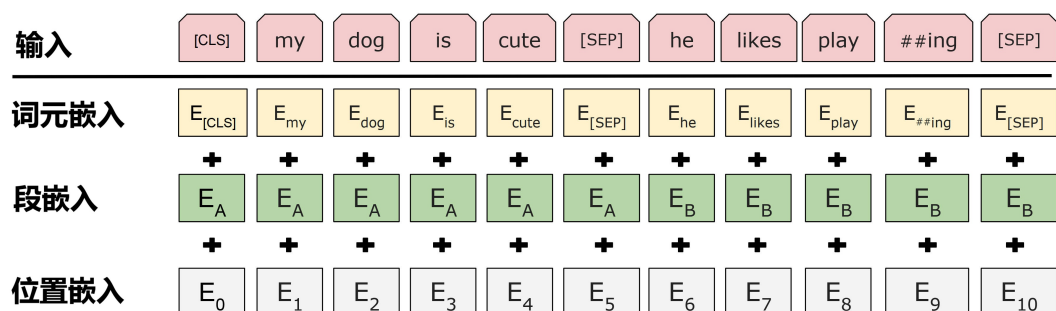 输入 [CLS] my dog is cute [SEP] he likes play ##ing [SEP]
词元嵌入 E[CLS] Emy Edog Eis Ecute E[SEP] Ehe Elikes Eplay E##ing E[SEP]
+ + + + + + + + + + +
段嵌入 EA EA EA EA EA EA EB EB EB EB EB
+ + + + + + + + + + +
位置嵌入 E0 E1 E2 E3 E4 E5 E6 E7 E8 E9 E10